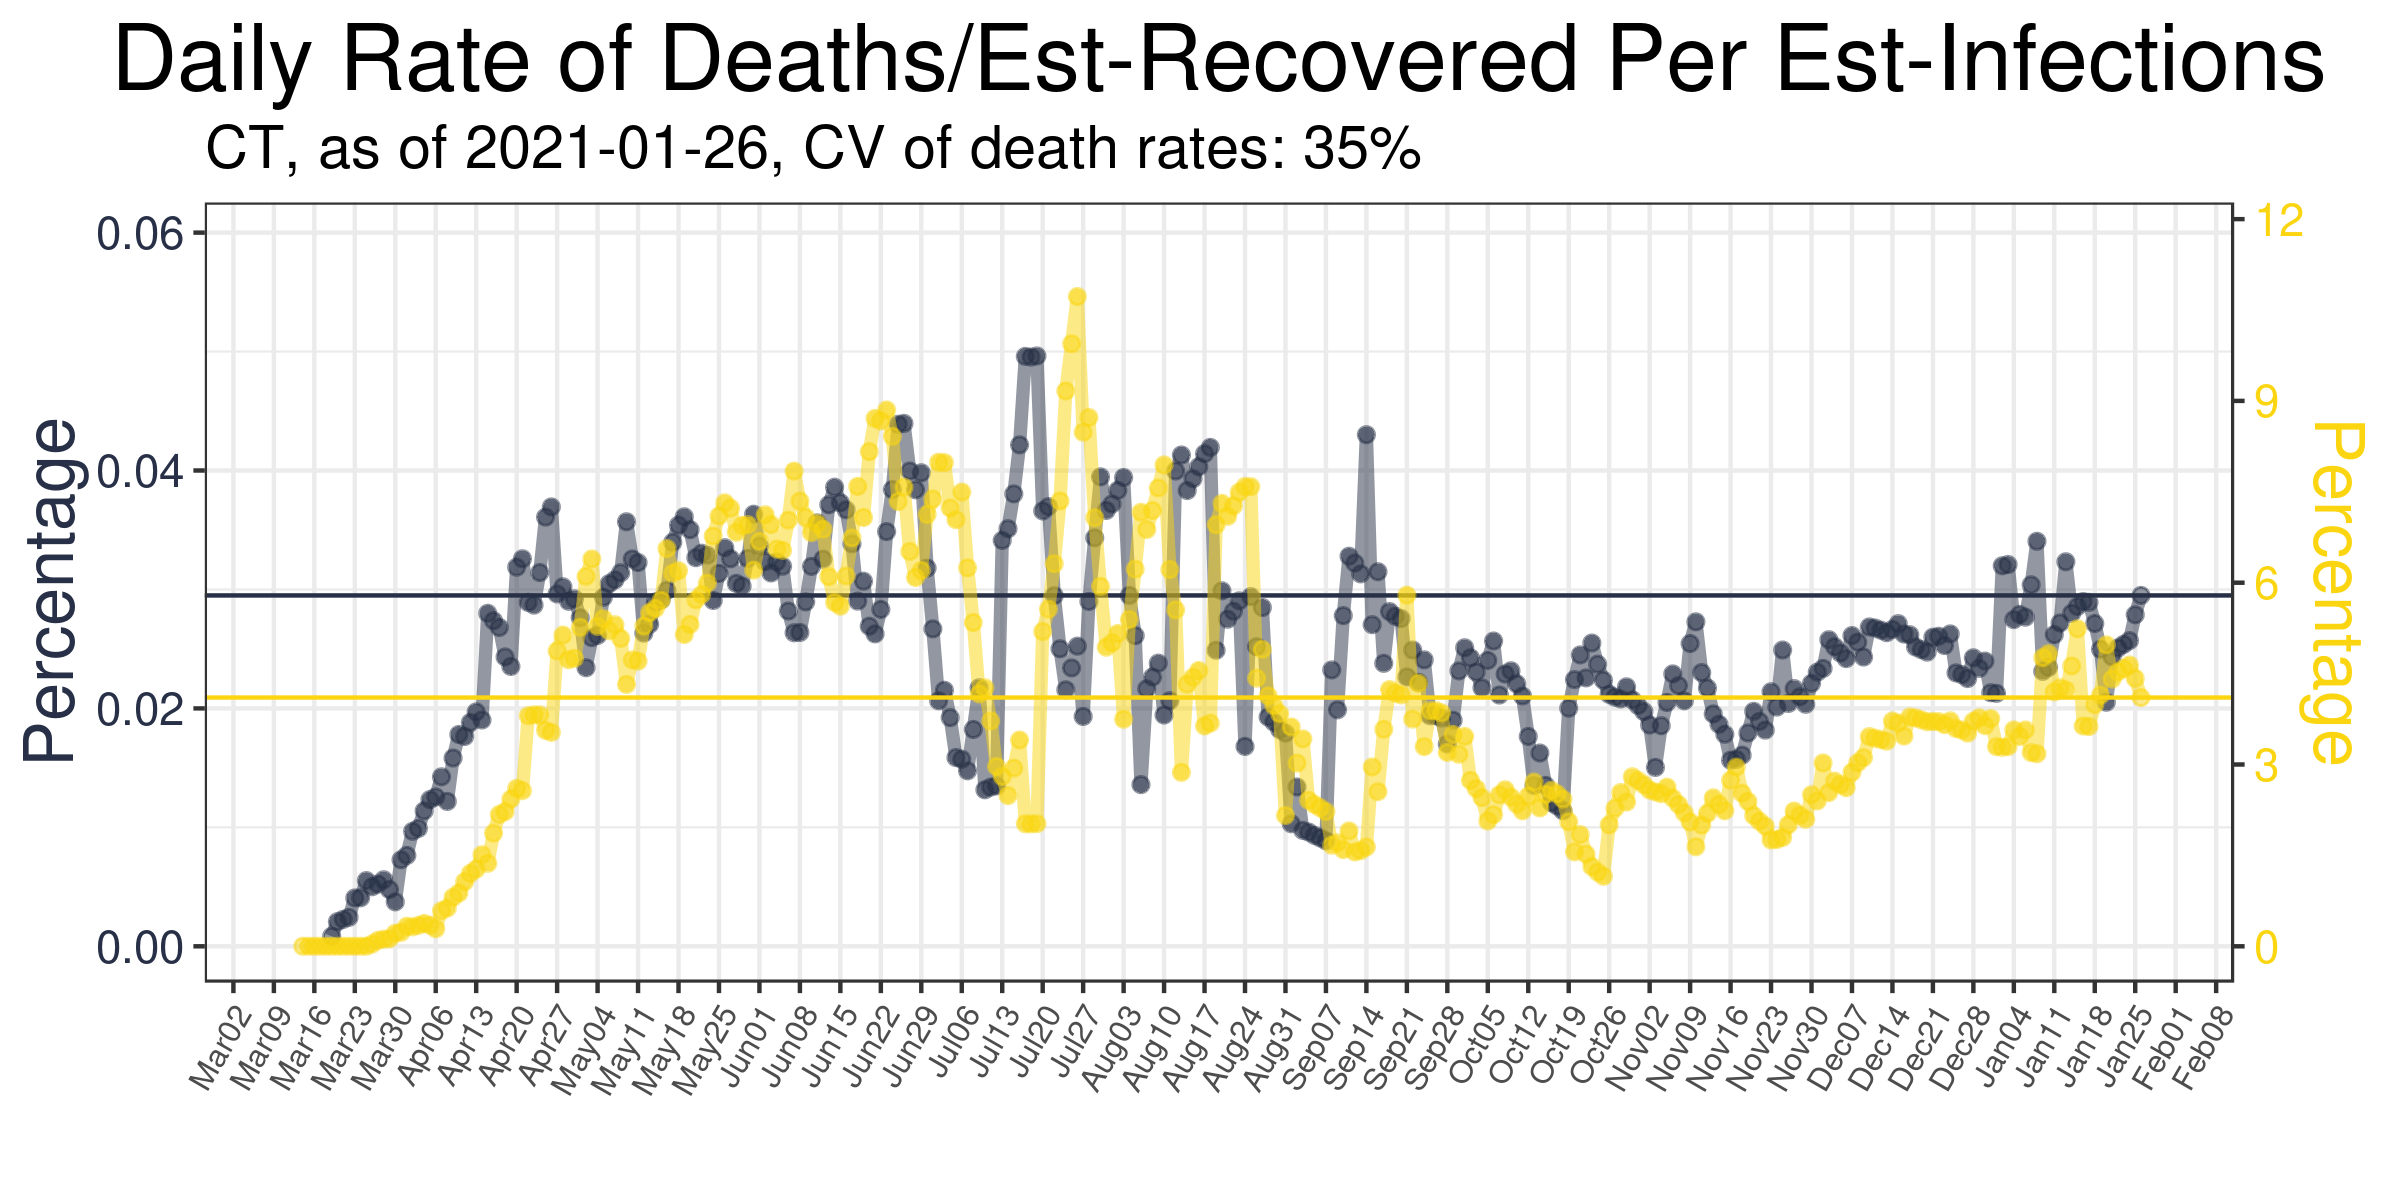 Daily Rate of Deaths/Est-Recovered Per Est-Infections
CT, as of 2021-01-26, CV of death rates: 35%
Percentage
0.06
0.04
0.02
0.00
12
9
6
3
0
Percentage
Mar02
Mar09
Mar16
Mar23
Mar30
Apr06
Apr13
Apr20
Apr27
May04
May11
May18
May25
Jun01
Jun08
Jun15
Jun22
Jun29
Jul06
Jul13
Jul20
Jul27
Aug03
Aug10
Aug17
Aug24
Aug31
Sep07
Sep14
Sep21
Sep28
Oct05
Oct12
Oct19
Oct26
Nov02
Nov09
Nov16
Nov23
Nov30
Dec07
Dec14
Dec21
Dec28
Jan04
Jan11
Jan18
Jan25
Feb01
Feb08